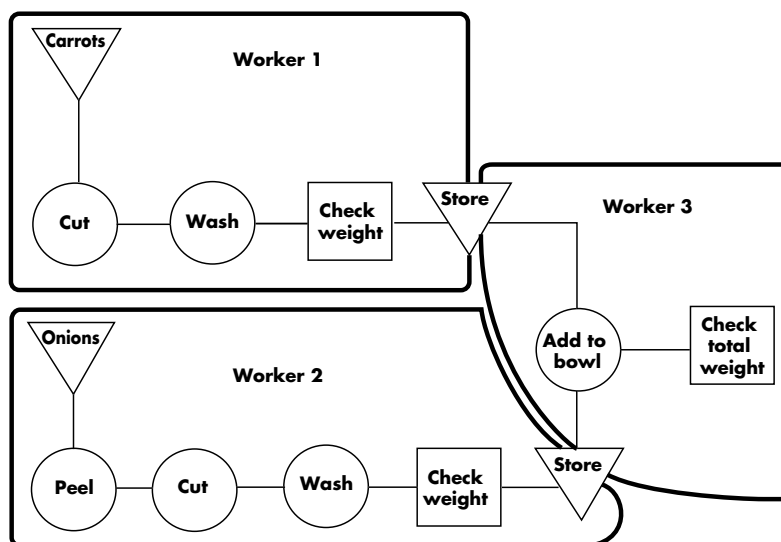 Carrots
Worker 1
Cut
Wash
Check
weight
Store
Worker 3
Add to
bowl
Check
total
weight
Onions
Worker 2
Peel
Cut
Wash
Check
weight
Store